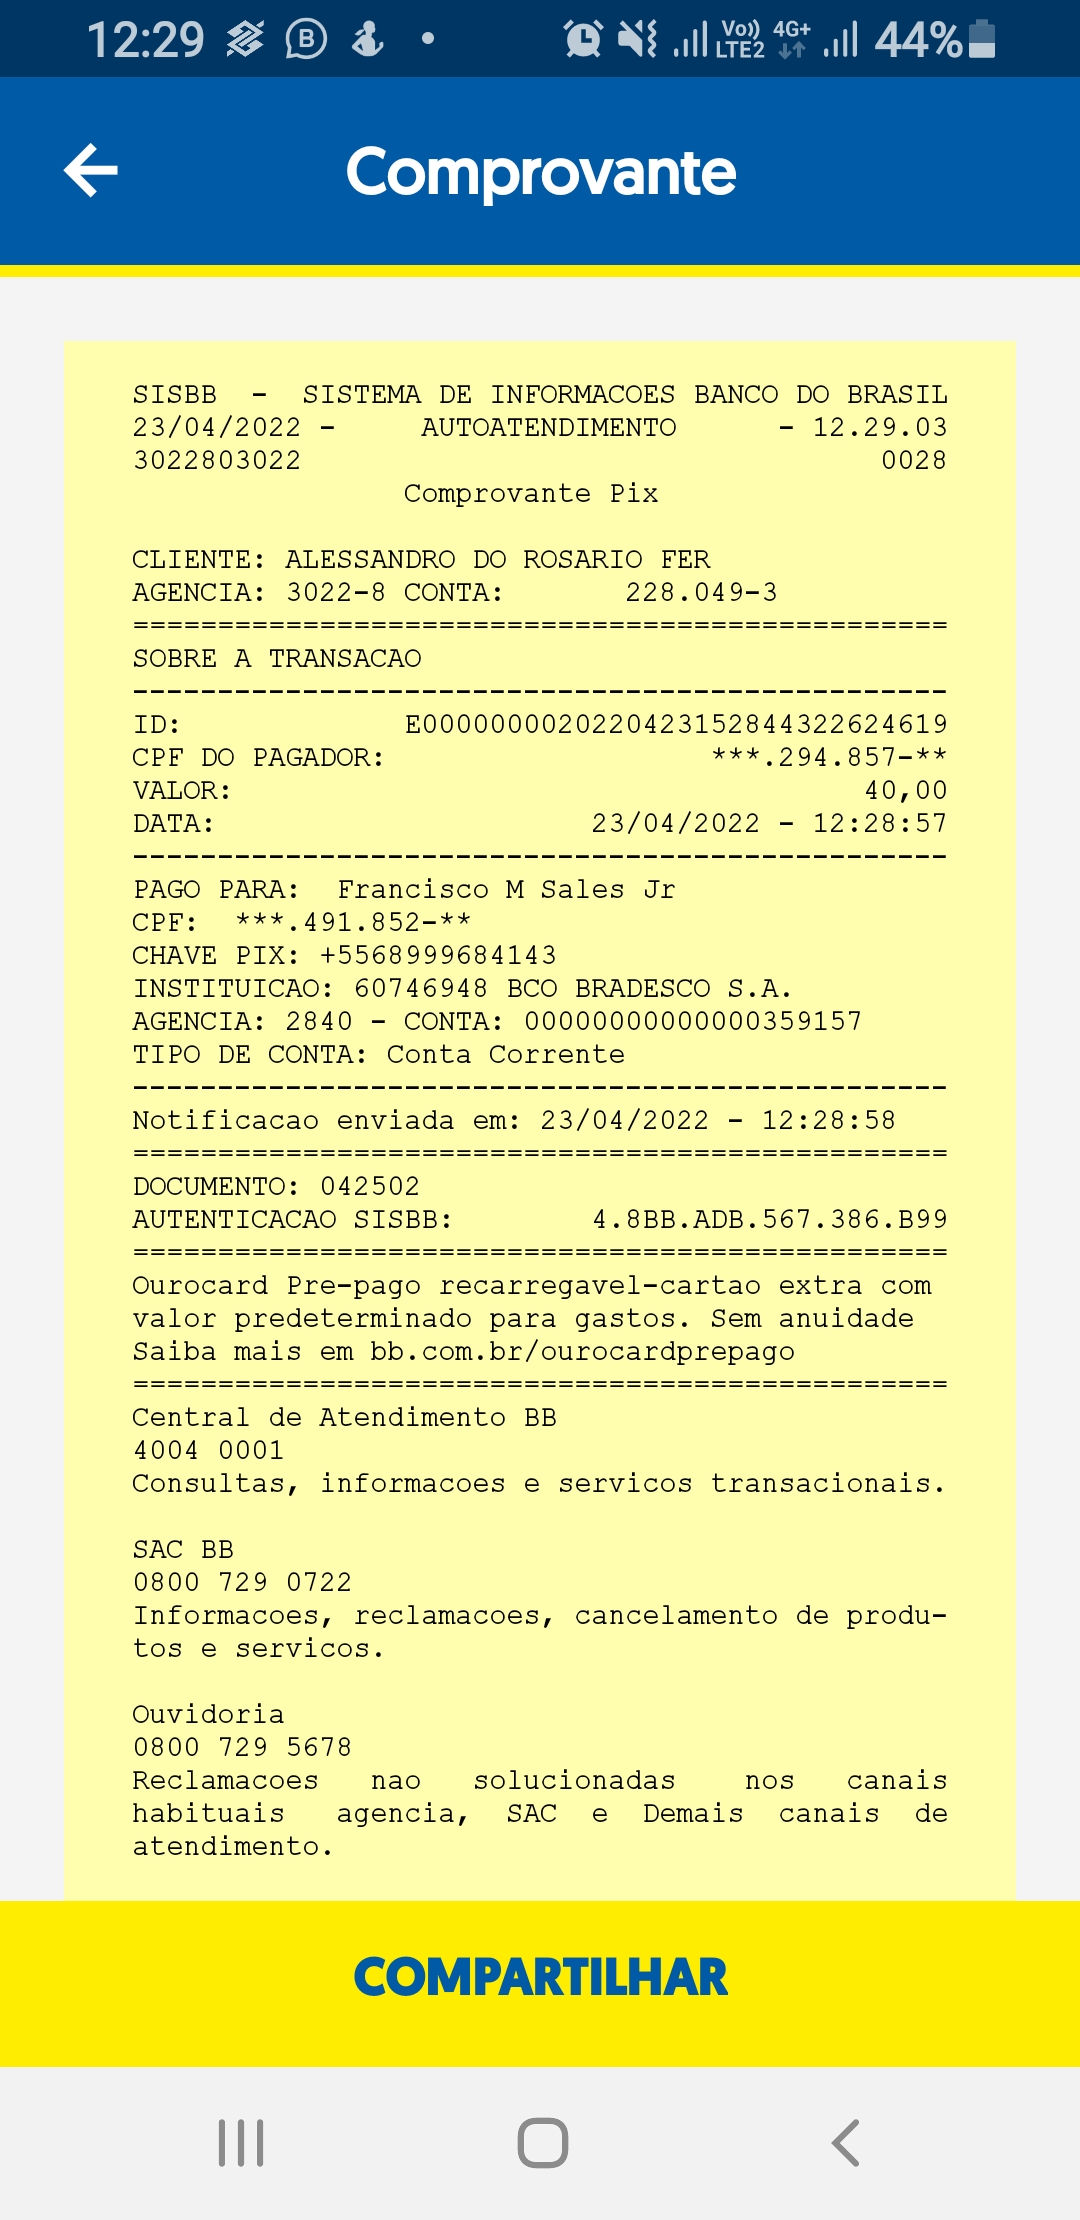 12:29 B Vo)) LTE2 4G+ 44%
Comprovante
SISBB - SISTEMA DE INFORMACOES BANCO DO BRASIL
23/04/2022 - AUTOATENDIMENTO - 12.29.03
3022803022 0028
Comprovante Pix
CLIENTE: ALESSANDRO DO ROSARIO FER
AGENCIA: 3022-8 CONTA: 228.049-3
================================================
SOBRE A TRANSACAO
------------------------------------------------
ID: E00000000202204231528443226​24619
CPF DO PAGADOR: ***.294.857-**
VALOR: 40,00
DATA: 23/04/2022 - 12:28:57
------------------------------------------------
PAGO PARA: Francisco M Sales Jr
CPF: ***.491.852-**
CHAVE PIX: +5568999684143
INSTITUICAO: 60746948 BCO BRADESCO S.A.
AGENCIA: 2840 - CONTA: 00000000000000359157
TIPO DE CONTA: Conta Corrente
------------------------------------------------
Notificacao enviada em: 23/04/2022 - 12:28:58
================================================
DOCUMENTO: 042502
AUTENTICACAO SISBB: 4.8BB.ADB.567.386.B99
================================================
Ourocard Pre-pago recarregavel-cartao extra com
valor predeterminado para gastos. Sem anuidade
Saiba mais em bb.com.br/ourocardprepago
================================================
Central de Atendimento BB
4004 0001
Consultas, informacoes e servicos transacionais.
SAC BB
0800 729 0722
Informacoes, reclamacoes, cancelamento de produ-
tos e servicos.
Ouvidoria
0800 729 5678
Reclamacoes nao solucionadas nos canais
habituais agencia, SAC e Demais canais de
atendimento.
COMPARTILHAR